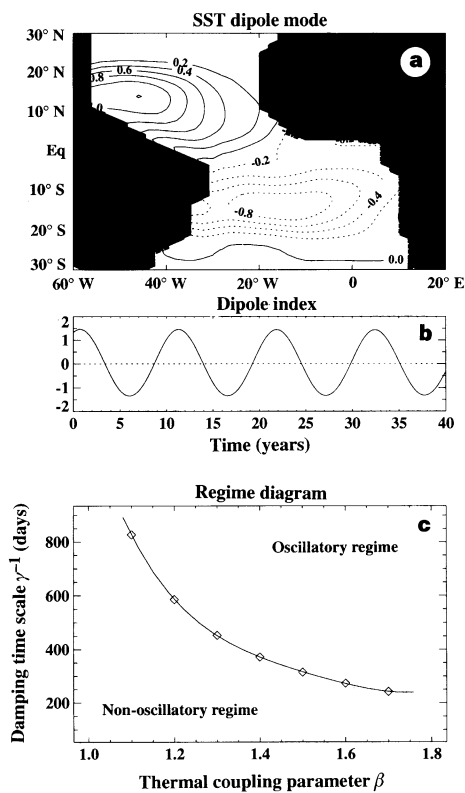 SST dipole mode
30° N
20° N
10° N
Eq
10° S
20° S
30° S
a
0.2
0.8
0.6
0.4
0
-0.2
-0.4
-0.8
0.0
60° W 40° W 20° W 0 20° E
Dipole index
2
1
0
-1
-2
b
0 5 10 15 20 25 30 35 40
Time (years)
Regime diagram
c
Damping time scale γ⁻¹ (days)
800
600
400
200
Oscillatory regime
Non-oscillatory regime
1.0 1.2 1.4 1.6 1.8
Thermal coupling parameter β